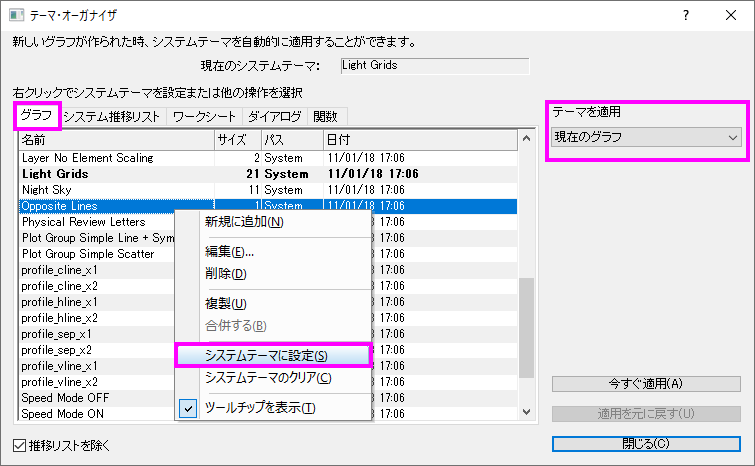 テーマ・オーガナイザ
新しいグラフが作られた時、システムテーマを自動的に適用することができます。
現在のシステムテーマ: Light Grids
右クリックでシステムテーマを設定または他の操作を選択
グラフ システム推移リスト ワークシート ダイアログ 関数
名前 サイズ パス 日付
Layer No Element Scaling 2 System 11/01/18 17:06
Light Grids 21 System 11/01/18 17:06
Night Sky 11 System 11/01/18 17:06
Opposite Lines 1 System 11/01/18 17:06
Physical Review Letters 17:06
Plot Group Simple Line + Sym 17:06
Plot Group Simple Scatter 17:06
profile_cline_x1 17:06
profile_cline_x2 17:06
profile_hline_x1 17:06
profile_hline_x2 17:06
profile_sep_x1 17:06
profile_sep_x2 17:06
profile_vline_x1 17:06
profile_vline_x2 17:06
Speed Mode OFF 17:06
Speed Mode ON 17:06
新規に追加(N)
編集(E)...
削除(D)
複製(U)
合併する(B)
システムテーマに設定(S)
システムテーマのクリア(C)
ツールチップを表示(T)
推移リストを除く
テーマを適用
現在のグラフ
今すぐ適用(A)
適用を元に戻す(U)
閉じる(C)